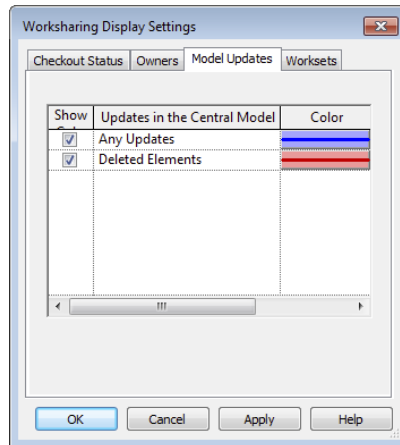 Worksharing Display Settings
Checkout Status Owners Model Updates Worksets
Show Updates in the Central Model Color
Any Updates
Deleted Elements
OK Cancel Apply Help